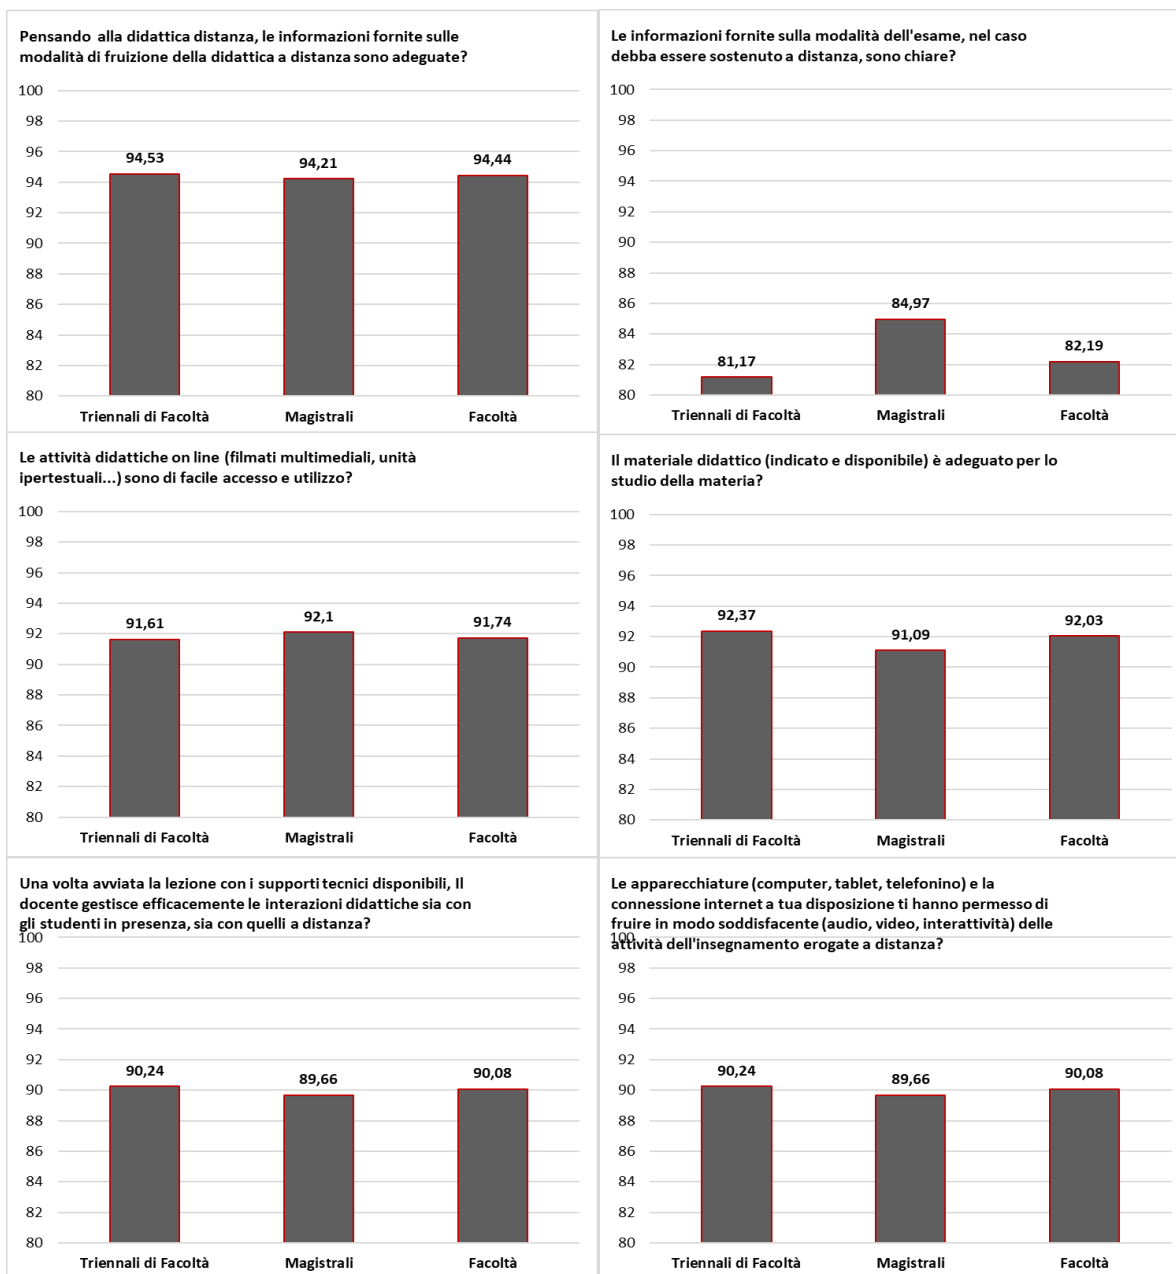 Pensando alla didattica distanza, le informazioni fornite sulle
modalità di fruizione della didattica a distanza sono adeguate?
100
98
96
94
92
90
88
86
84
82
80
94,53
94,21
94,44
Triennali di Facoltà
Magistrali
Facoltà
Le informazioni fornite sulla modalità dell'esame, nel caso
debba essere sostenuto a distanza, sono chiare?
100
98
96
94
92
90
88
86
84
82
80
81,17
84,97
82,19
Triennali di Facoltà
Magistrali
Facoltà
Le attività didattiche on line (filmati multimediali, unità
ipertestuali...) sono di facile accesso e utilizzo?
100
98
96
94
92
90
88
86
84
82
80
91,61
92,1
91,74
Triennali di Facoltà
Magistrali
Facoltà
Il materiale didattico (indicato e disponibile) è adeguato per lo
studio della materia?
100
98
96
94
92
90
88
86
84
82
80
92,37
91,09
92,03
Triennali di Facoltà
Magistrali
Facoltà
Una volta avviata la lezione con i supporti tecnici disponibili, Il
docente gestisce efficacemente le interazioni didattiche sia con
gli studenti in presenza, sia con quelli a distanza?
100
98
96
94
92
90
88
86
84
82
80
90,24
89,66
90,08
Triennali di Facoltà
Magistrali
Facoltà
Le apparecchiature (computer, tablet, telefonino) e la
connessione internet a tua disposizione ti hanno permesso di
fruire in modo soddisfacente (audio, video, interattività) delle
attività dell'insegnamento erogate a distanza?
100
98
96
94
92
90
88
86
84
82
80
90,24
89,66
90,08
Triennali di Facoltà
Magistrali
Facoltà